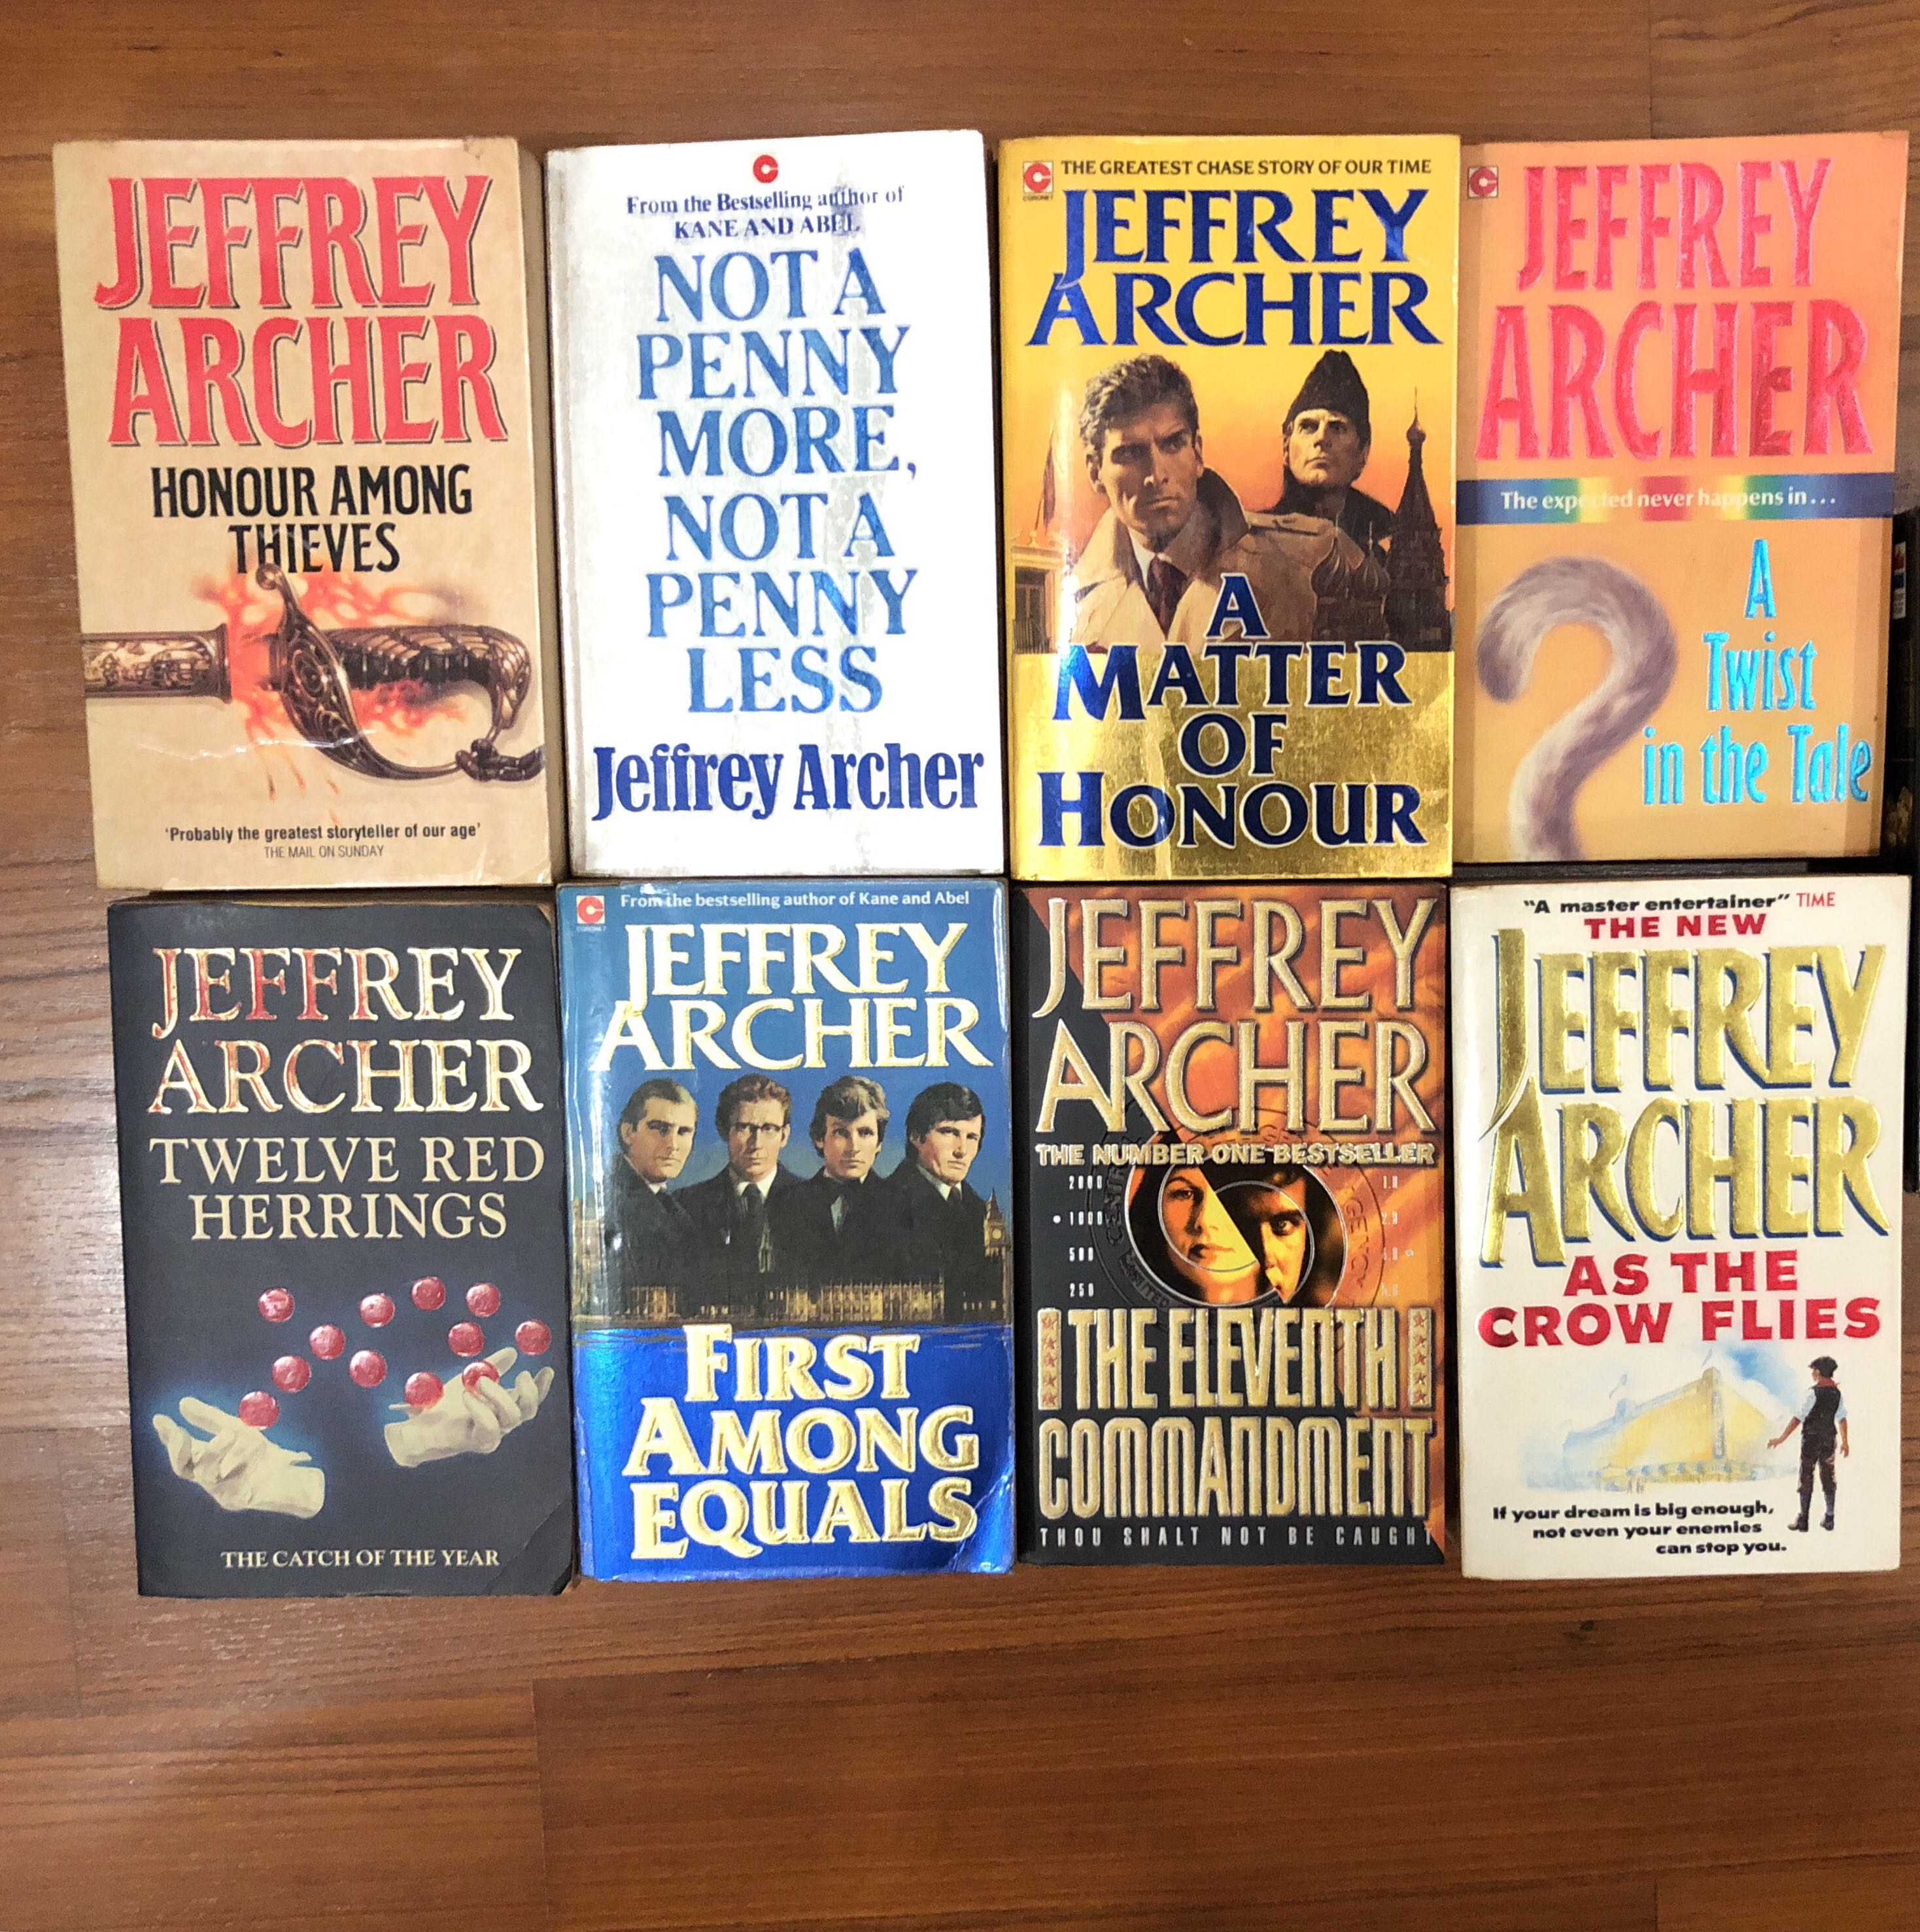 JEFFREY
ARCHER
HONOUR AMONG
THIEVES
'Probably the greatest storyteller of our age'
THE MAIL ON SUNDAY
From the Bestselling author of
KANE AND ABEL
NOT A
PENNY
MORE,
NOT A
PENNY
LESS
Jeffrey Archer
CORONET
THE GREATEST CHASE STORY OF OUR TIME
JEFFREY
ARCHER
A
MATTER
OF
HONOUR
JEFFREY
ARCHER
The expected never happens in...
A
Twist
in the Tale
JEFFREY
ARCHER
TWELVE RED
HERRINGS
THE CATCH OF THE YEAR
CORONET
From the bestselling author of Kane and Abel
JEFFREY
ARCHER
FIRST
AMONG
EQUALS
JEFFREY
ARCHER
THE NUMBER ONE BESTSELLER
2000
1000
500
250
THE ELEVENTH
COMMANDMENT
THOU SHALT NOT BE CAUGHT
"A master entertainer" TIME
THE NEW
JEFFREY
ARCHER
AS THE
CROW FLIES
If your dream is big enough,
not even your enemies
can stop you.